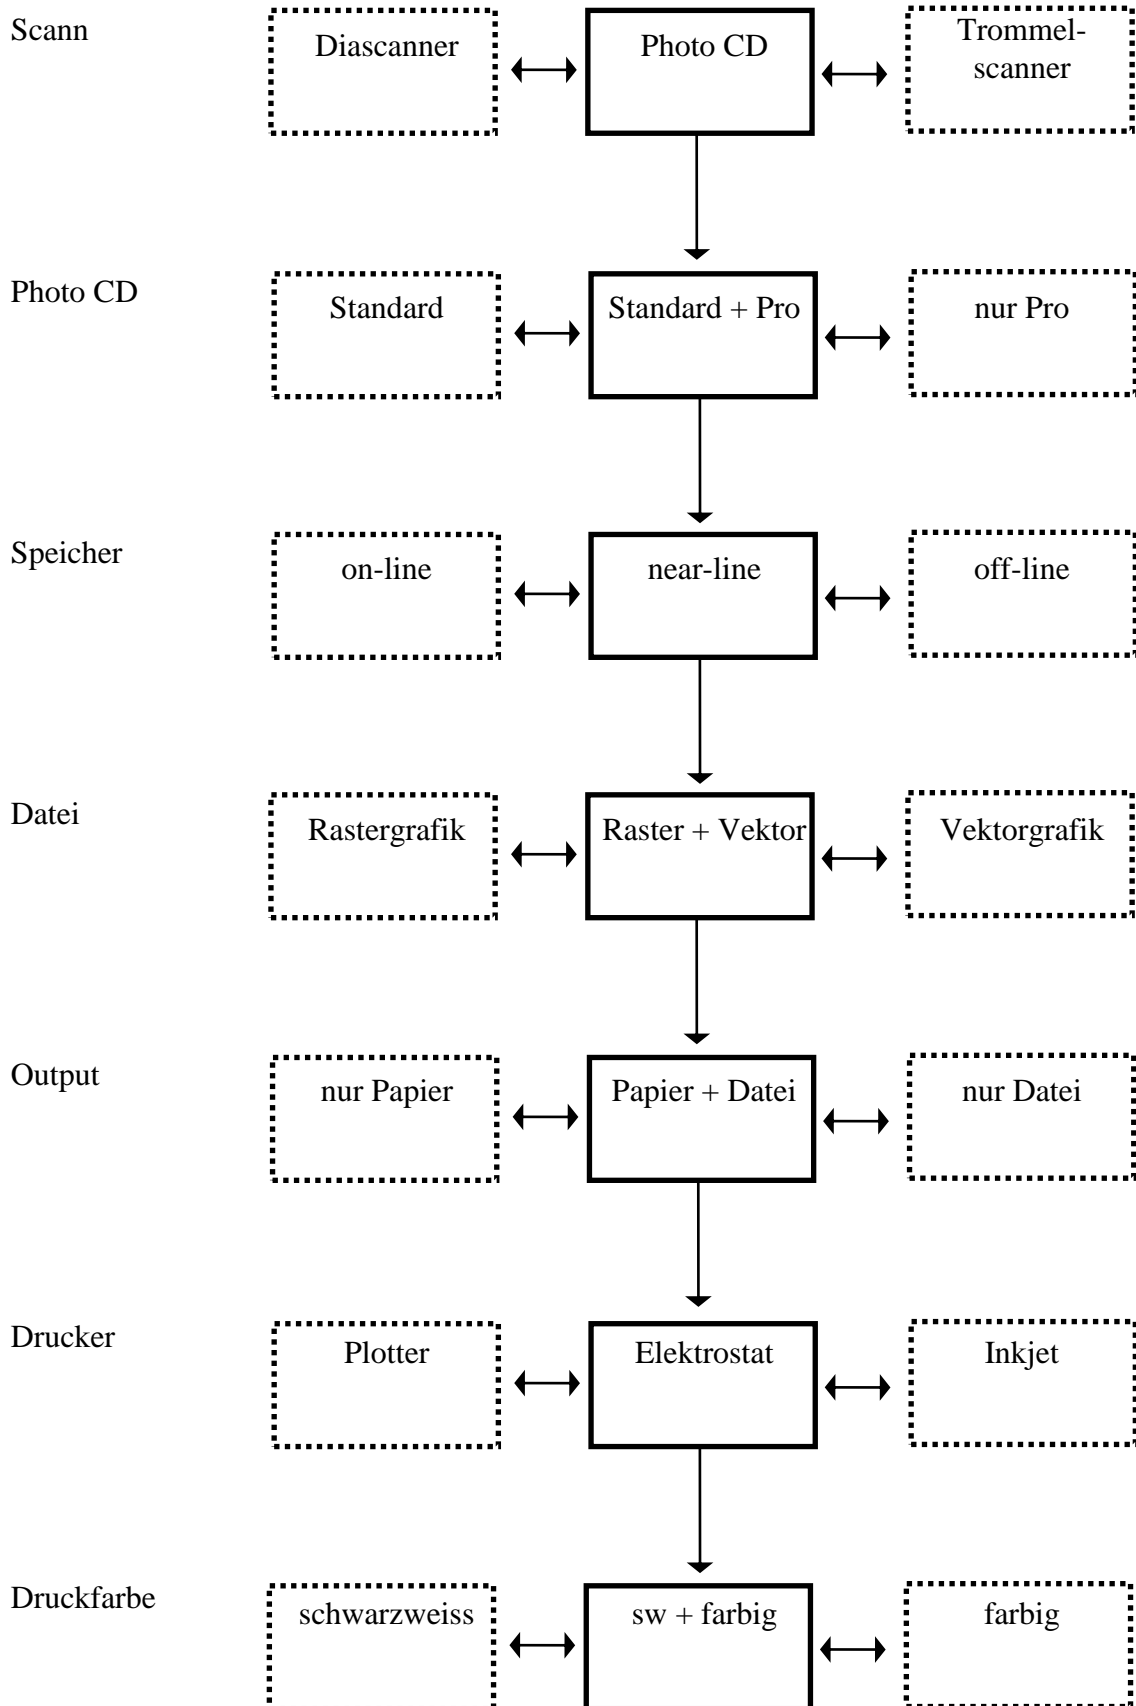 Scann
Diascanner
Photo CD
Trommel-
scanner
Photo CD
Standard
Standard + Pro
nur Pro
Speicher
on-line
near-line
off-line
Datei
Rastergrafik
Raster + Vektor
Vektorgrafik
Output
nur Papier
Papier + Datei
nur Datei
Drucker
Plotter
Elektrostat
Inkjet
Druckfarbe
schwarzweiss
sw + farbig
farbig